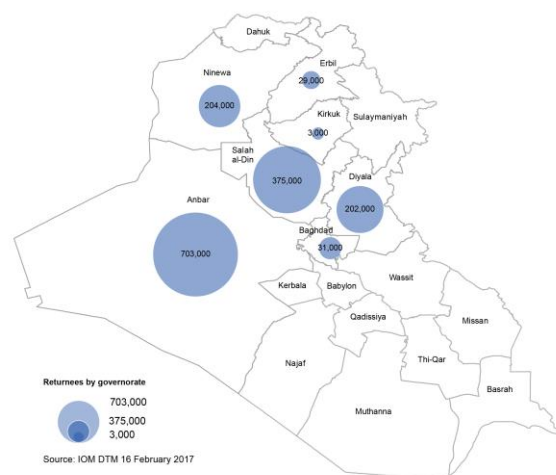 Dahuk
Erbil
Ninewa
29,000
204,000
Kirkuk
3,000
Sulaymaniyah
Salah
al-Din
375,000
Diyala
202,000
Anbar
Baghdad
31,000
703,000
Wassit
Kerbala
Babylon
Qadissiya
Missan
Najaf
Thi-Qar
Basrah
Muthanna
Returnees by governorate
703,000
375,000
3,000
Source: IOM DTM 16 February 2017